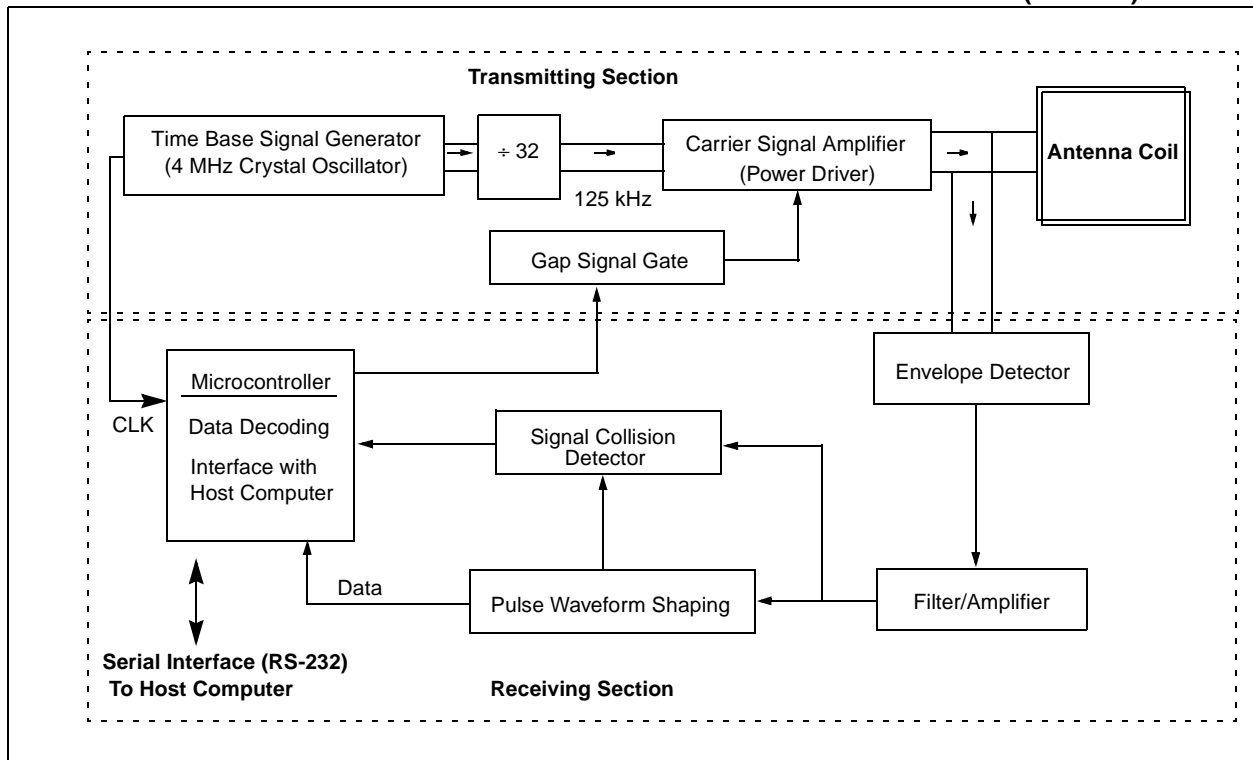 Transmitting Section
Time Base Signal Generator
(4 MHz Crystal Oscillator)
÷ 32
125 kHz
Carrier Signal Amplifier
(Power Driver)
Antenna Coil
Gap Signal Gate
Microcontroller
Data Decoding
Interface with
Host Computer
CLK
Envelope Detector
Signal Collision
Detector
Data
Pulse Waveform Shaping
Filter/Amplifier
Serial Interface (RS-232)
To Host Computer
Receiving Section